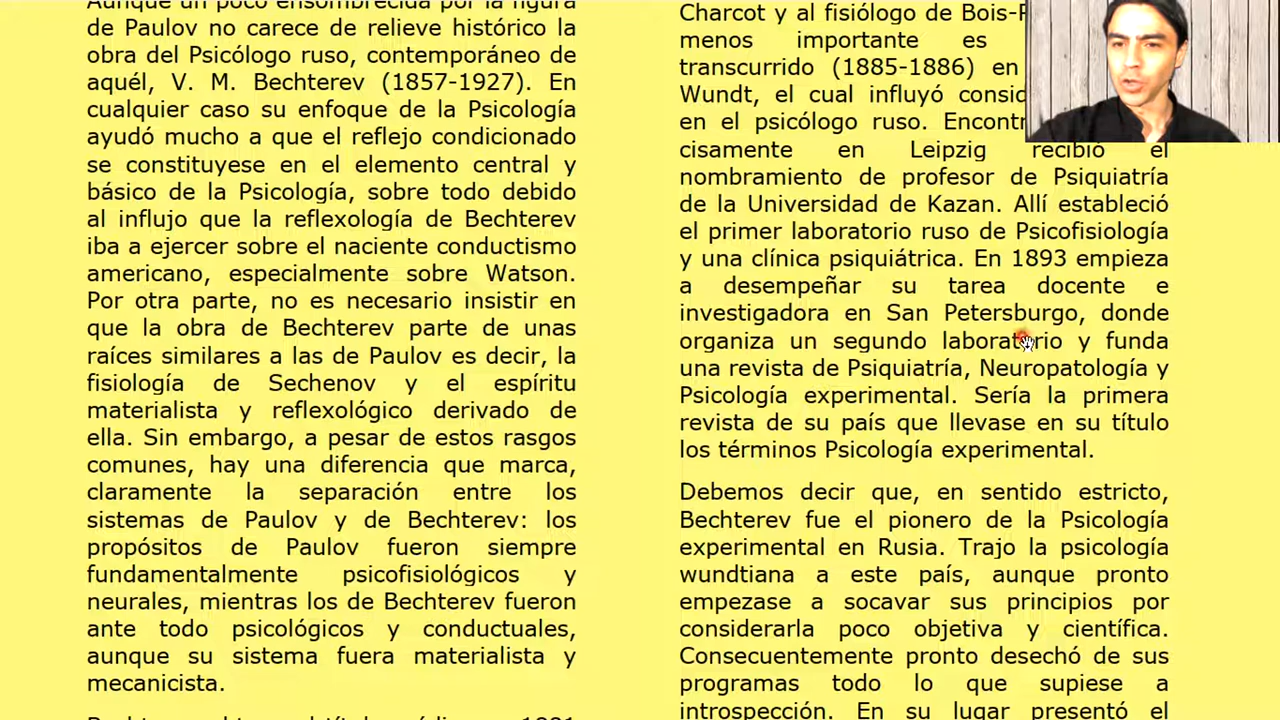 Aunque un poco ensombrecida por la figura
de Paulov no carece de relieve histórico la
obra del Psicólogo ruso, contemporáneo de
aquél, V. M. Bechterev (1857-1927). En
cualquier caso su enfoque de la Psicología
ayudó mucho a que el reflejo condicionado
se constituyese en el elemento central y
básico de la Psicología, sobre todo debido
al influjo que la reflexología de Bechterev
iba a ejercer sobre el naciente conductismo
americano, especialmente sobre Watson.
Por otra parte, no es necesario insistir en
que la obra de Bechterev parte de unas
raíces similares a las de Paulov es decir, la
fisiología de Sechenov y el espíritu
materialista y reflexológico derivado de
ella. Sin embargo, a pesar de estos rasgos
comunes, hay una diferencia que marca,
claramente la separación entre los
sistemas de Paulov y de Bechterev: los
propósitos de Paulov fueron siempre
fundamentalmente psicofisiológicos y
neurales, mientras los de Bechterev fueron
ante todo psicológicos y conductuales,
aunque su sistema fuera materialista y
mecanicista.
Charcot y al fisiólogo de
menos importante es
transcurrido (1885-1886) en
Wundt, el cual influyó
en el psicólogo ruso.
cisamente en Leipzig recibió el
nombramiento de profesor de Psiquiatría
de la Universidad de Kazan. Allí estableció
el primer laboratorio ruso de Psicofisiología
y una clínica psiquiátrica. En 1893 empieza
a desempeñar su tarea docente e
investigadora en San Petersburgo, donde
organiza un segundo laboratorio y funda
una revista de Psiquiatría, Neuropatología y
Psicología experimental. Sería la primera
revista de su país que llevase en su título
los términos Psicología experimental.
Debemos decir que, en sentido estricto,
Bechterev fue el pionero de la Psicología
experimental en Rusia. Trajo la psicología
wundtiana a este país, aunque pronto
empezase a socavar sus principios por
considerarla poco objetiva y científica.
Consecuentemente pronto desechó de sus
programas todo lo que supiese a
introspección. En su lugar presentó el